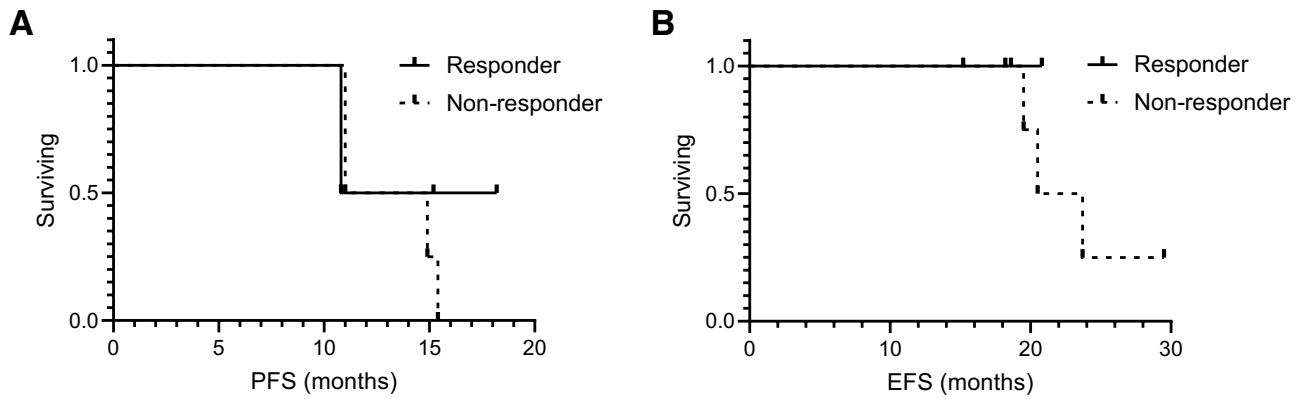 A
1.0
0.5
0.0
0
5
10
15
20
Surviving
PFS (months)
Responder
Non-responder
B
1.0
0.5
0.0
0
10
20
30
Surviving
EFS (months)
Responder
Non-responder